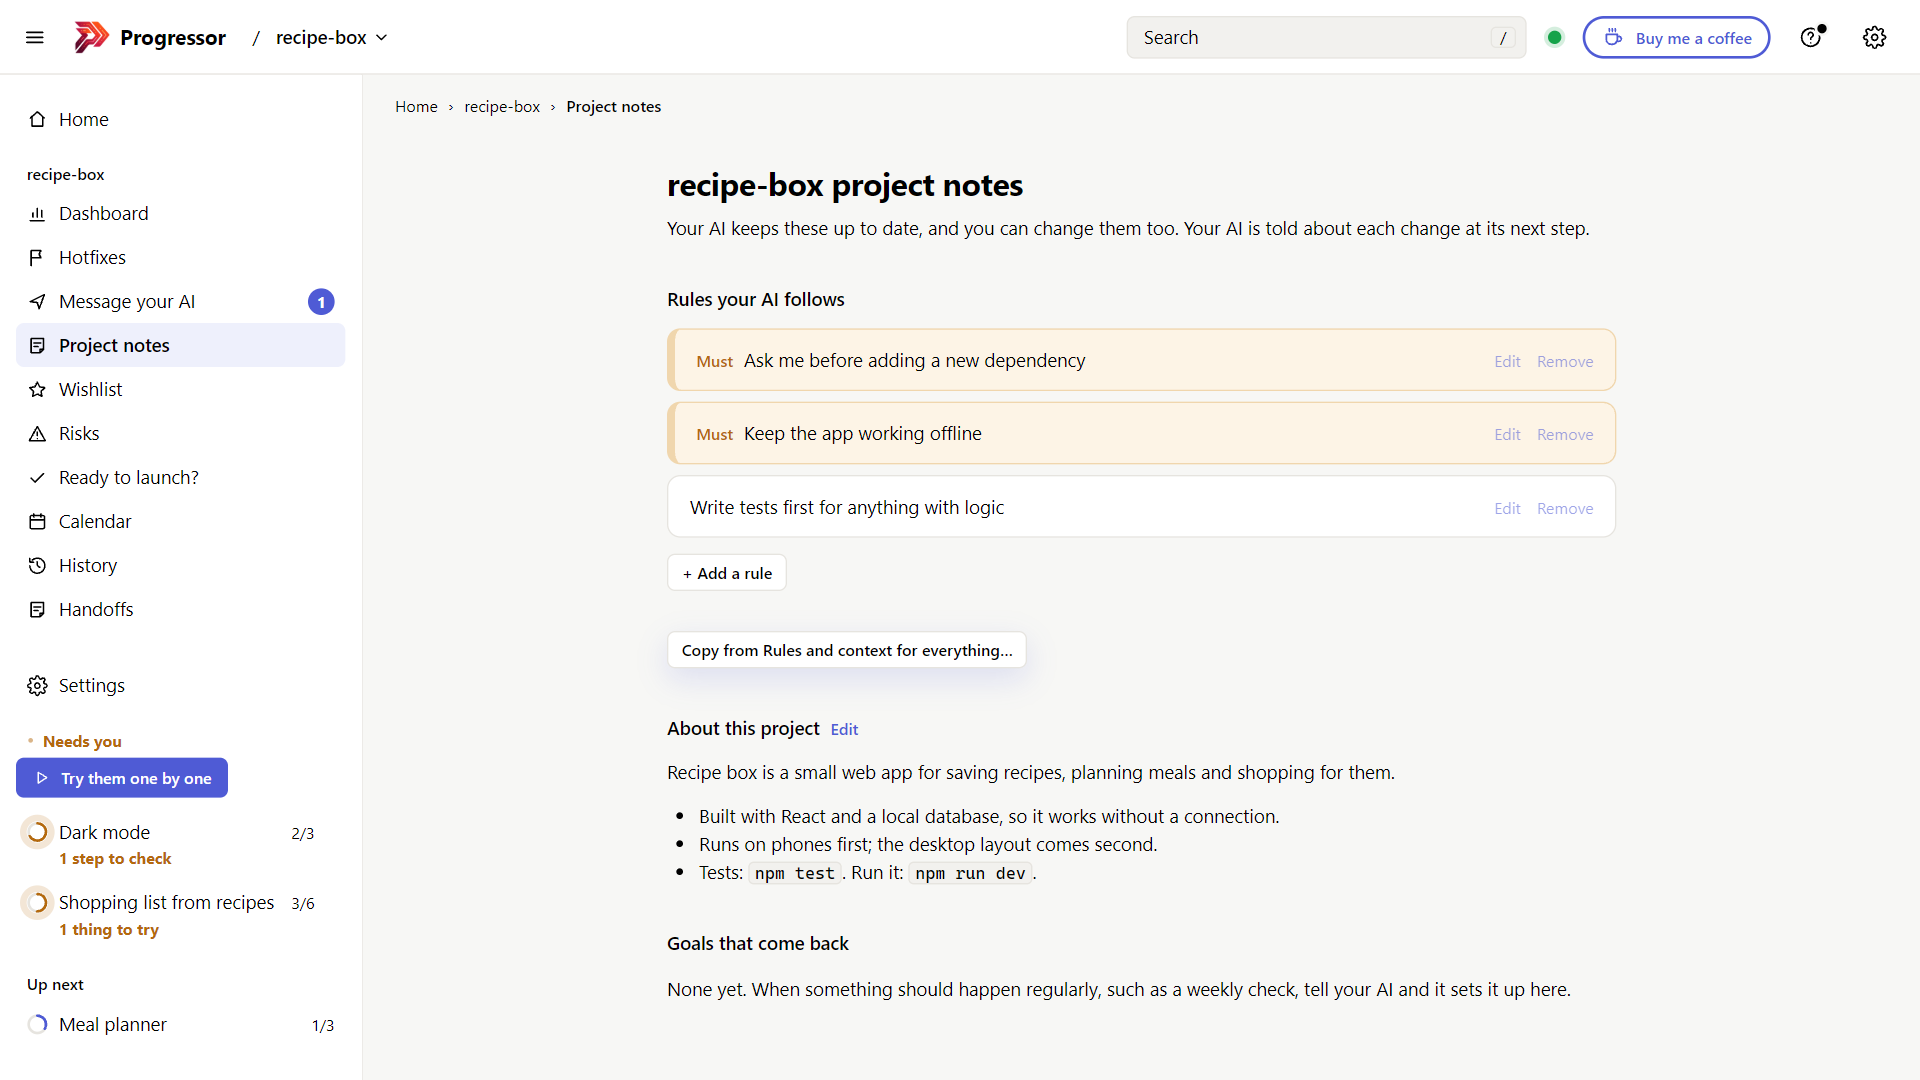 Progressor
/
recipe-box
Search
/
Buy me a coffee
Home
recipe-box
Dashboard
Hotfixes
Message your AI
1
Project notes
Wishlist
Risks
Ready to launch?
Calendar
History
Handoffs
Settings
Needs you
Try them one by one
Dark mode 2/3
1 step to check
Shopping list from recipes 3/6
1 thing to try
Up next
Meal planner 1/3
Home › recipe-box › Project notes
recipe-box project notes
Your AI keeps these up to date, and you can change them too. Your AI is told about each change at its next step.
Rules your AI follows
Must Ask me before adding a new dependency Edit Remove
Must Keep the app working offline Edit Remove
Write tests first for anything with logic Edit Remove
+ Add a rule
Copy from Rules and context for everything...
About this project Edit
Recipe box is a small web app for saving recipes, planning meals and shopping for them.
• Built with React and a local database, so it works without a connection.
• Runs on phones first; the desktop layout comes second.
• Tests: npm test. Run it: npm run dev.
Goals that come back
None yet. When something should happen regularly, such as a weekly check, tell your AI and it sets it up here.